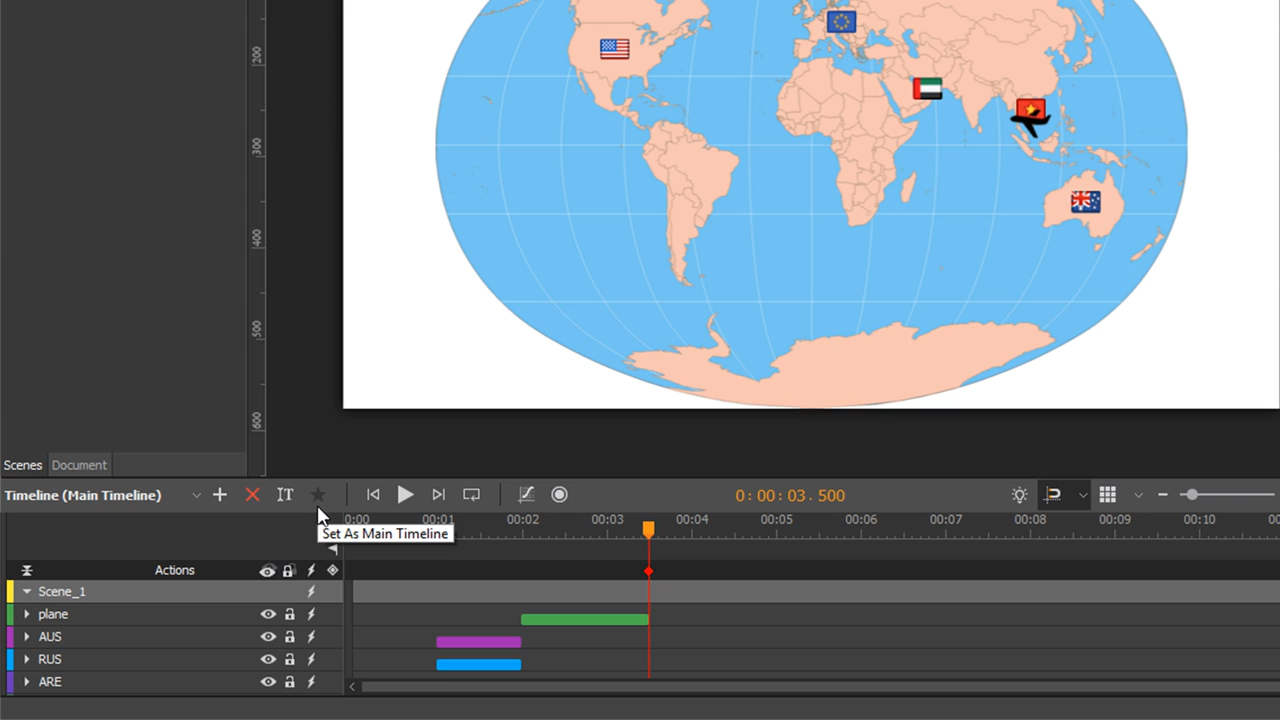 200
300
400
500
600
Scenes Document
Timeline (Main Timeline) 0:00:03.500
0:00 00:01 00:02 00:03 00:04 00:05 00:06 00:07 00:08 00:09 00:10
Set As Main Timeline
Actions
Scene_1
plane
AUS
RUS
ARE